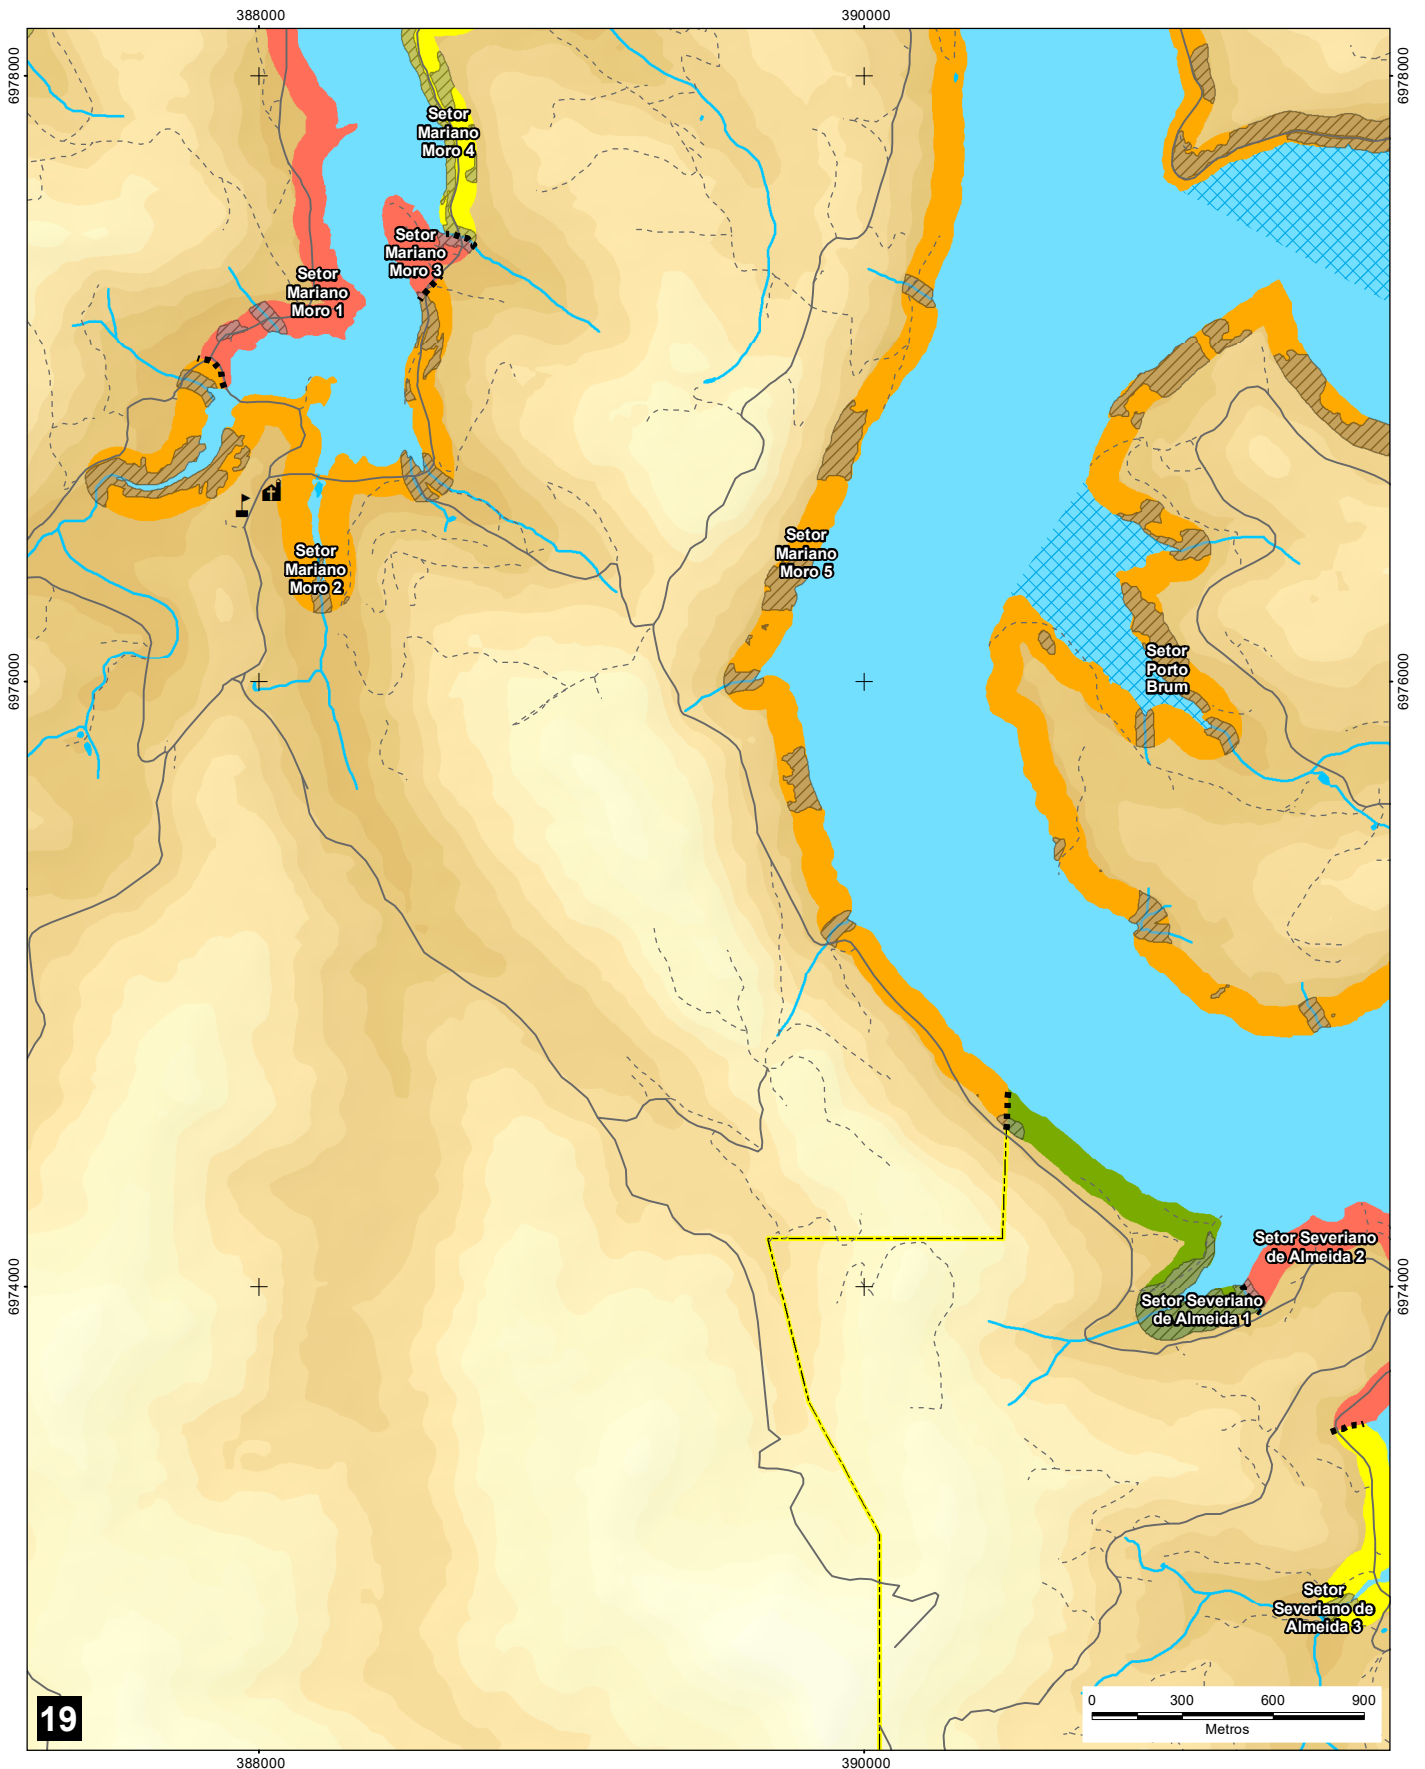 388000
390000
6978000
6978000
Setor
Mariano
Moro 4
Setor
Mariano
Moro 3
Setor
Mariano
Moro 1
Setor
Mariano
Moro 5
Setor
Mariano
Moro 2
Setor
Porto
Brum
6976000
6976000
Setor Severiano
de Almeida 2
6974000
6974000
Setor Severiano
de Almeida 1
Setor
Severiano de
Almeida 3
19
0 300 600 900
Metros
388000
390000